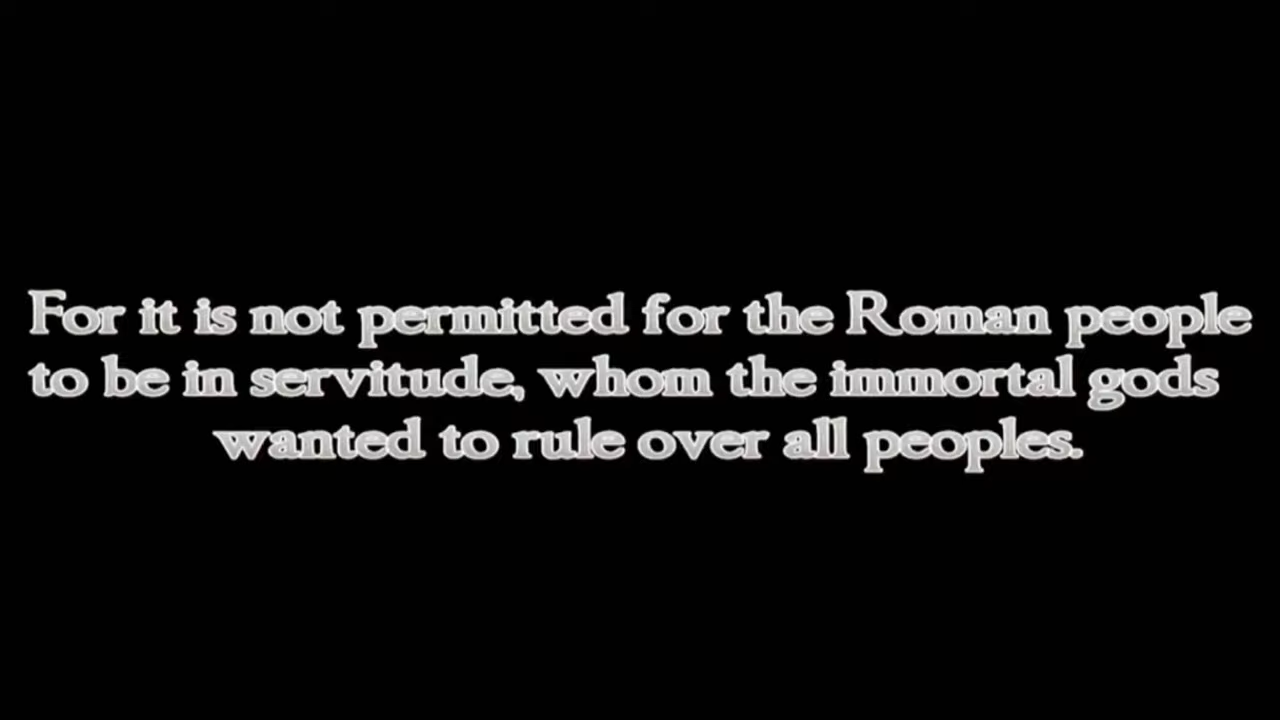 For it is not permitted for the Roman people
to be in servitude, whom the immortal gods
wanted to rule over all peoples.